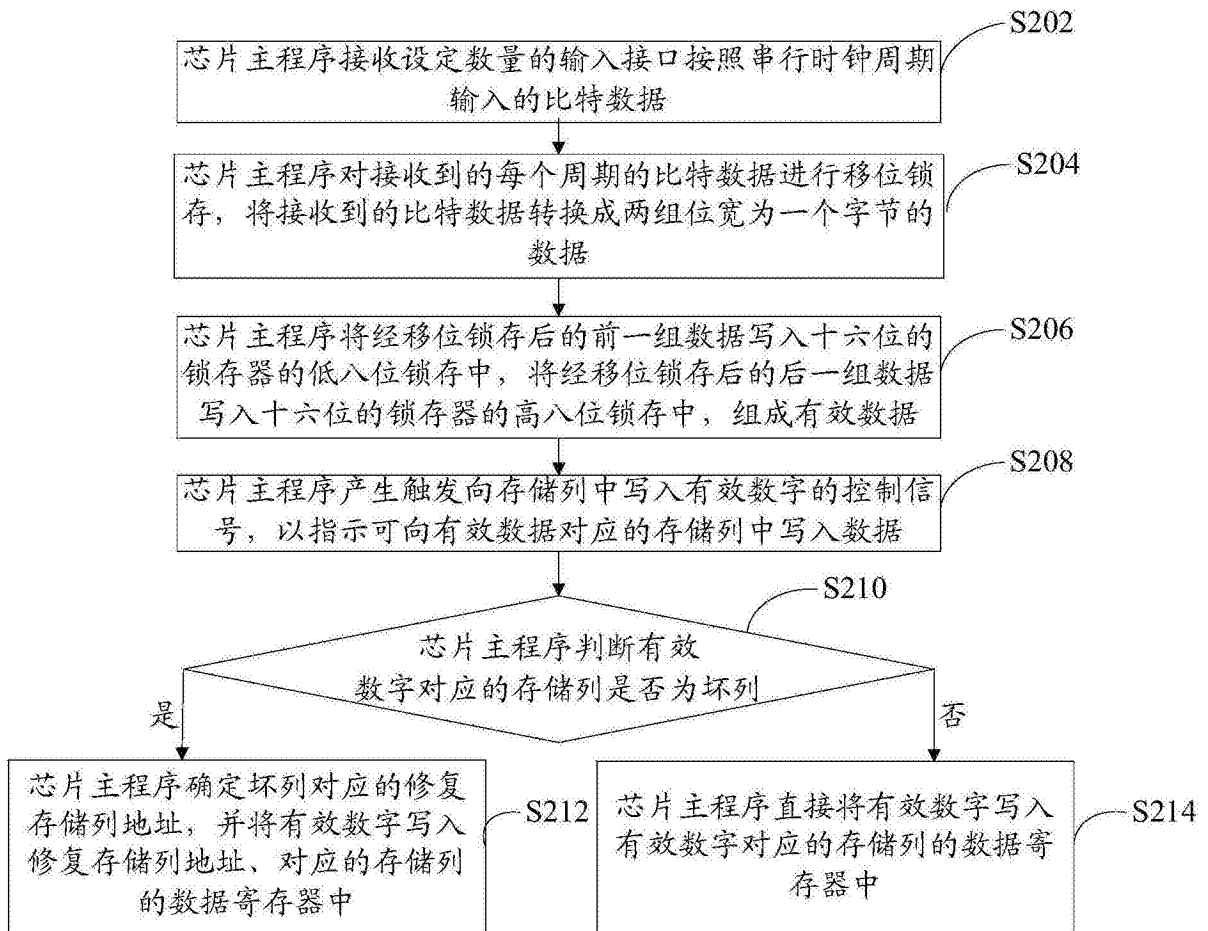 S202
芯片主程序接收设定数量的输入接口按照串行时钟周期
输入的比特数据
S204
芯片主程序对接收到的每个周期的比特数据进行移位锁
存，将接收到的比特数据转换成两组位宽为一个字节的
数据
S206
芯片主程序将经移位锁存后的前一组数据写入十六位的
锁存器的低八位锁存中，将经移位锁存后的后一组数据
写入十六位的锁存器的高八位锁存中，组成有效数据
S208
芯片主程序产生触发向存储列中写入有效数字的控制信
号，以指示可向有效数据对应的存储列中写入数据
S210
芯片主程序判断有效
数字对应的存储列是否为坏列
是
否
芯片主程序确定坏列对应的修复
存储列地址，并将有效数字写入
修复存储列地址、对应的存储列
的数据寄存器中
S212
芯片主程序直接将有效数字写入
有效数字对应的存储列的数据寄
存器中
S214